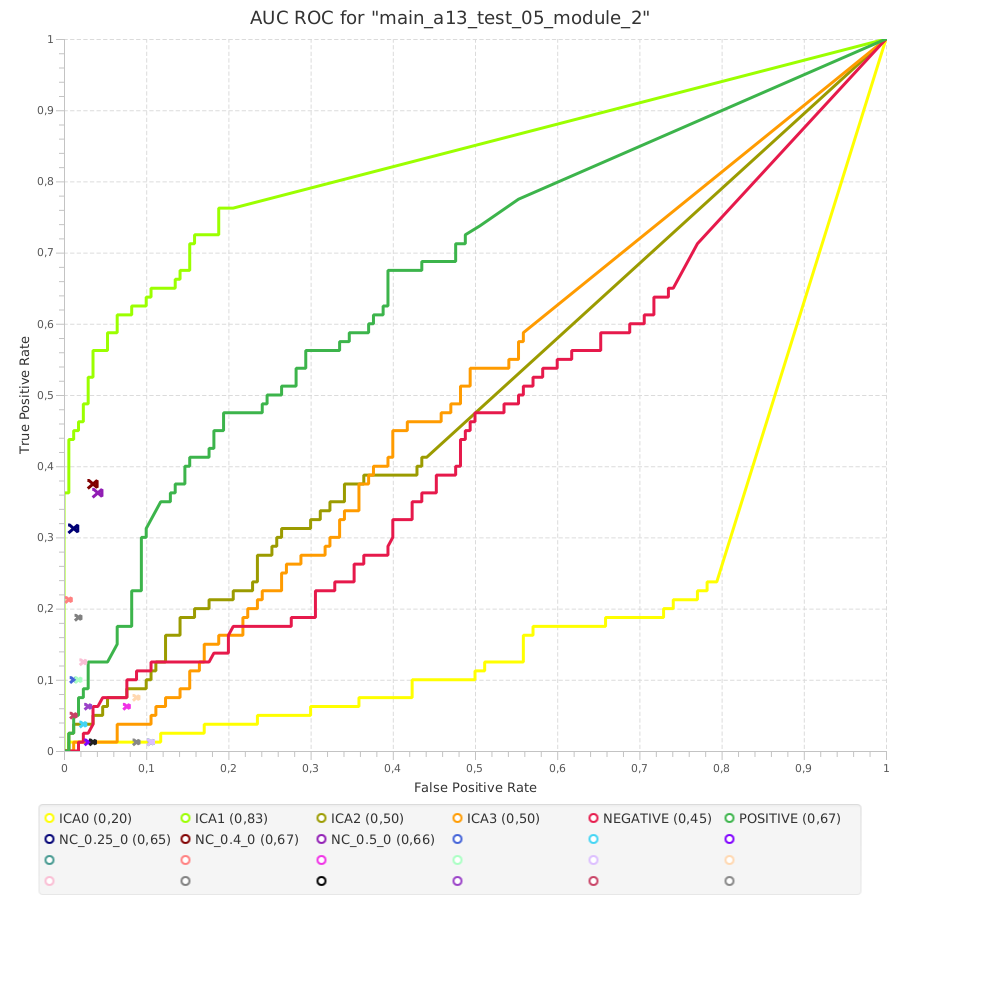 AUC ROC for "main_a13_test_05_module_2"
1
0,9
0,8
0,7
0,6
0,5
0,4
0,3
0,2
0,1
0
True Positive Rate
0 0,1 0,2 0,3 0,4 0,5 0,6 0,7 0,8 0,9 1
False Positive Rate
ICA0 (0,20) ICA1 (0,83) ICA2 (0,50) ICA3 (0,50) NEGATIVE (0,45) POSITIVE (0,67)
NC_0.25_0 (0,65) NC_0.4_0 (0,67) NC_0.5_0 (0,66)